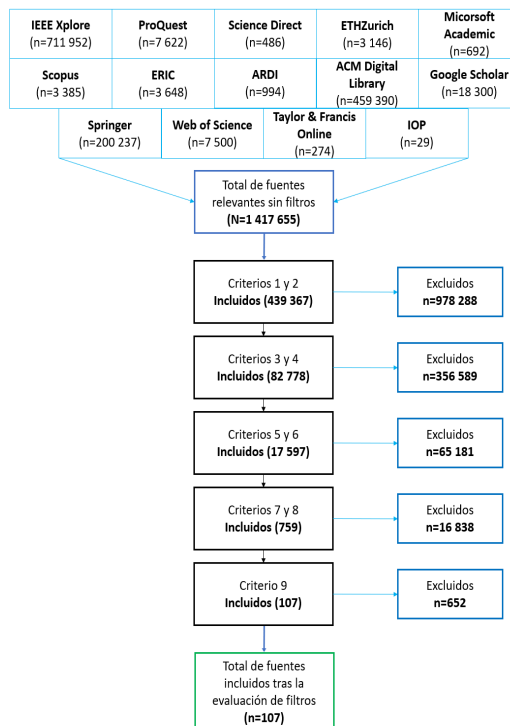 IEEE Xplore
(n=711 952)
ProQuest
(n=7 622)
Science Direct
(n=486)
ETHZurich
(n=3 146)
Micorsoft
Academic
(n=692)
Scopus
(n=3 385)
ERIC
(n=3 648)
ARDI
(n=994)
ACM Digital
Library
(n=459 390)
Google Scholar
(n=18 300)
Springer
(n=200 237)
Web of Science
(n=7 500)
Taylor & Francis
Online
(n=274)
IOP
(n=29)
Total de fuentes
relevantes sin filtros
(N=1 417 655)
Criterios 1 y 2
Incluidos (439 367)
Excluidos
n=978 288
Criterios 3 y 4
Incluidos (82 778)
Excluidos
n=356 589
Criterios 5 y 6
Incluidos (17 597)
Excluidos
n=65 181
Criterios 7 y 8
Incluidos (759)
Excluidos
n=16 838
Criterio 9
Incluidos (107)
Excluidos
n=652
Total de fuentes
incluidos tras la
evaluación de filtros
(n=107)